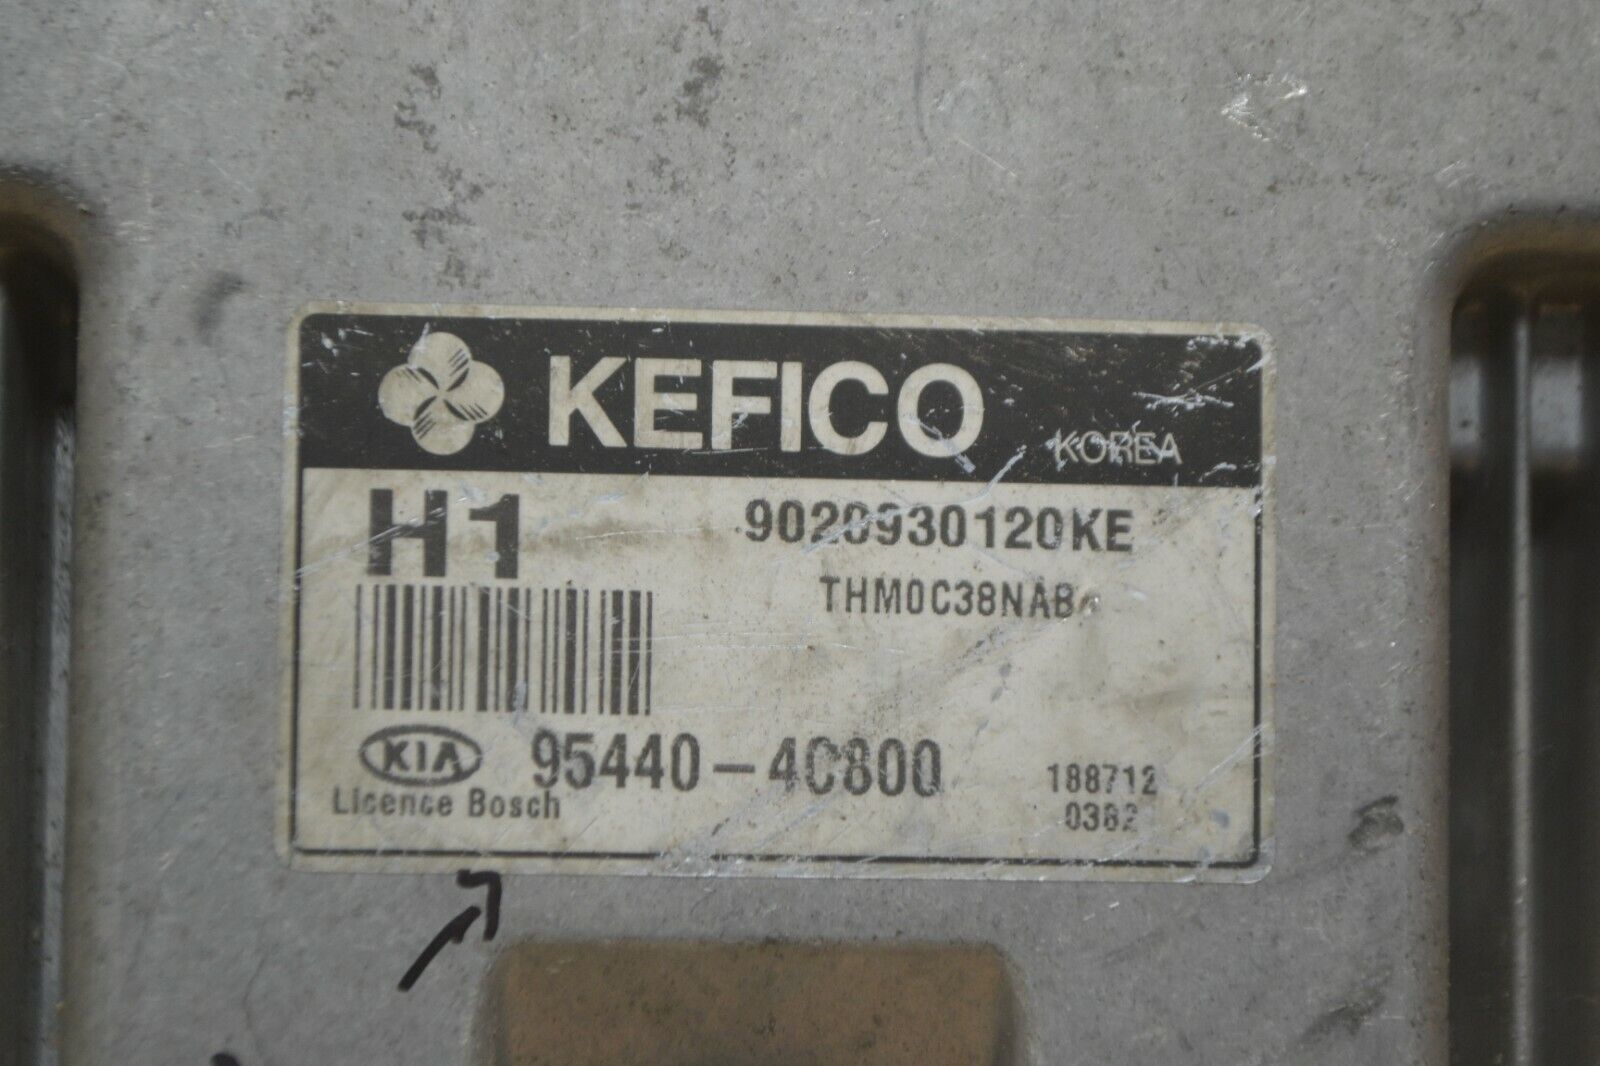 KEFICO KOREA
H1 9020930120KE
THM0C38NAB
KIA 95440-4C800 188712
Licence Bosch 0382